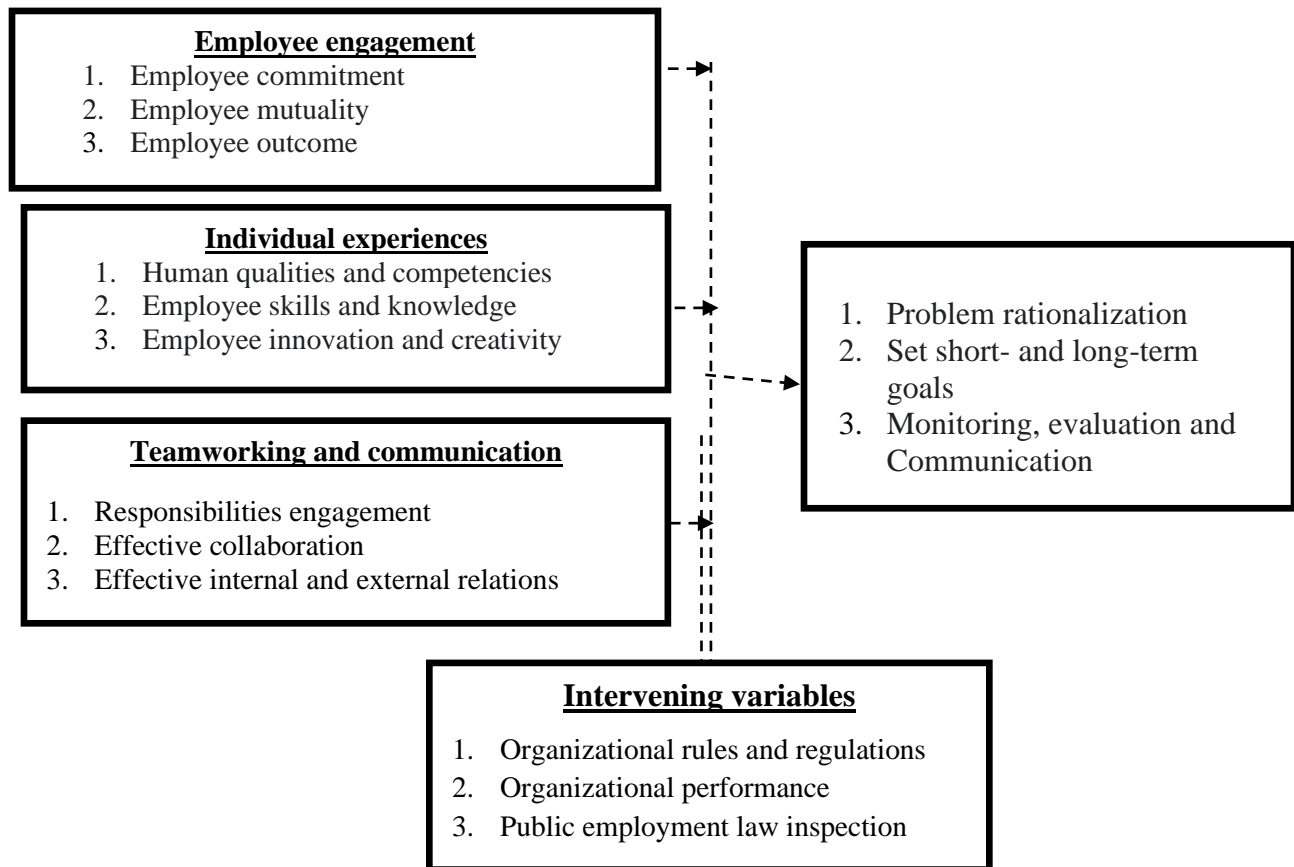 Employee engagement
1. Employee commitment
2. Employee mutuality
3. Employee outcome
Individual experiences
1. Human qualities and competencies
2. Employee skills and knowledge
3. Employee innovation and creativity
Teamworking and communication
1. Responsibilities engagement
2. Effective collaboration
3. Effective internal and external relations
1. Problem rationalization
2. Set short- and long-term
goals
3. Monitoring, evaluation and
Communication
Intervening variables
1. Organizational rules and regulations
2. Organizational performance
3. Public employment law inspection